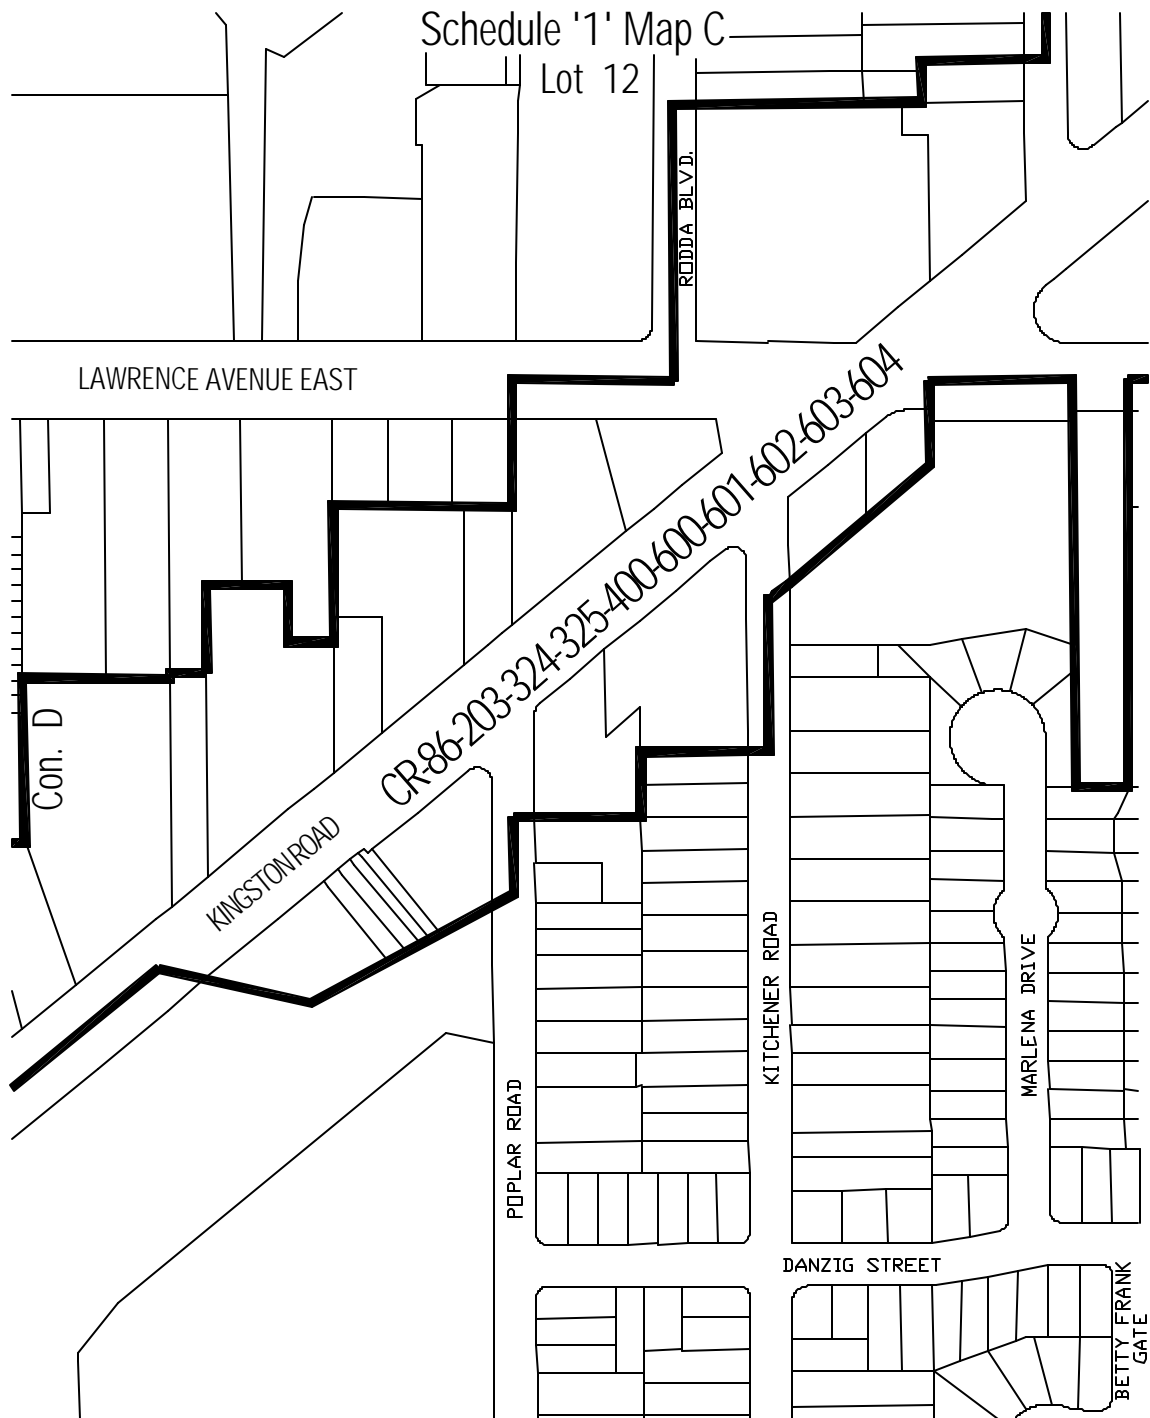 Schedule '1' Map C
Lot 12
RODDA BLVD.
LAWRENCE AVENUE EAST
CR-86-203-324-325-400-600-601-602-603-604
Con. D
KINGSTON ROAD
KITCHENER ROAD
MARLENA DRIVE
POPLAR ROAD
DANZIG STREET
BETTY FRANK
GATE